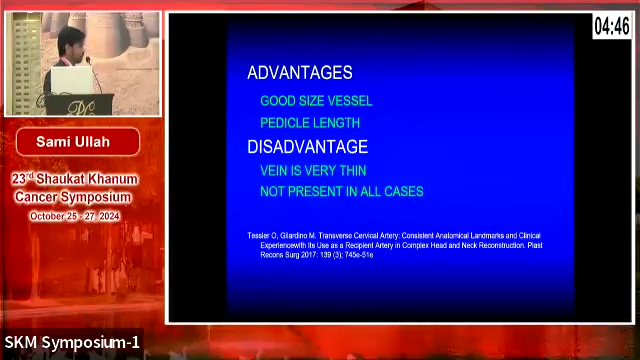 04:46
ADVANTAGES
GOOD SIZE VESSEL
PEDICLE LENGTH
DISADVANTAGE
VEIN IS VERY THIN
NOT PRESENT IN ALL CASES
Tessier O, Gliardino M. Transverse Cervical Artery: Consistent Anatomical Landmarks and Clinical
Experiencewith Its Use as a Recipient Artery in Complex Head and Neck Reconstruction. Plast
Recons Surg 2017: 139 (3); 745e-51e
Sami Ullah
23rd Shaukat Khanum
Cancer Symposium
October 25 - 27, 2024
SKM Symposium-1